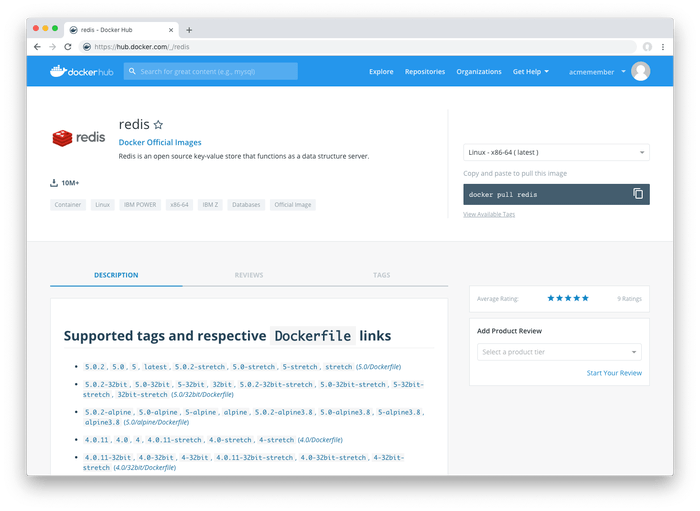 redis - Docker Hub
https://hub.docker.com/_/redis
dockerhub
Search for great content (e.g., mysql)
Explore
Repositories
Organizations
Get Help
acmemember
redis
redis
Docker Official Images
Redis is an open source key-value store that functions as a data structure server.
10M+
Container
Linux
IBM POWER
x86-64
IBM Z
Databases
Official Image
Linux - x86-64 ( latest )
Copy and paste to pull this image
docker pull redis
View Available Tags
DESCRIPTION
REVIEWS
TAGS
Supported tags and respective Dockerfile links
5.0.2, 5.0, 5, latest, 5.0.2-stretch, 5.0-stretch, 5-stretch, stretch (5.0/Dockerfile)
5.0.2-32bit, 5.0-32bit, 5-32bit, 32bit, 5.0.2-32bit-stretch, 5.0-32bit-stretch, 5-32bit-
stretch, 32bit-stretch (5.0/32bit/Dockerfile)
5.0.2-alpine, 5.0-alpine, 5-alpine, alpine, 5.0.2-alpine3.8, 5.0-alpine3.8, 5-alpine3.8,
alpine3.8 (5.0/alpine/Dockerfile)
4.0.11, 4.0, 4, 4.0.11-stretch, 4.0-stretch, 4-stretch (4.0/Dockerfile)
4.0.11-32bit, 4.0-32bit, 4-32bit, 4.0.11-32bit-stretch, 4.0-32bit-stretch, 4-32bit-
stretch (4.0/32bit/Dockerfile)
Average Rating:
9 Ratings
Add Product Review
Select a product tier
Start Your Review